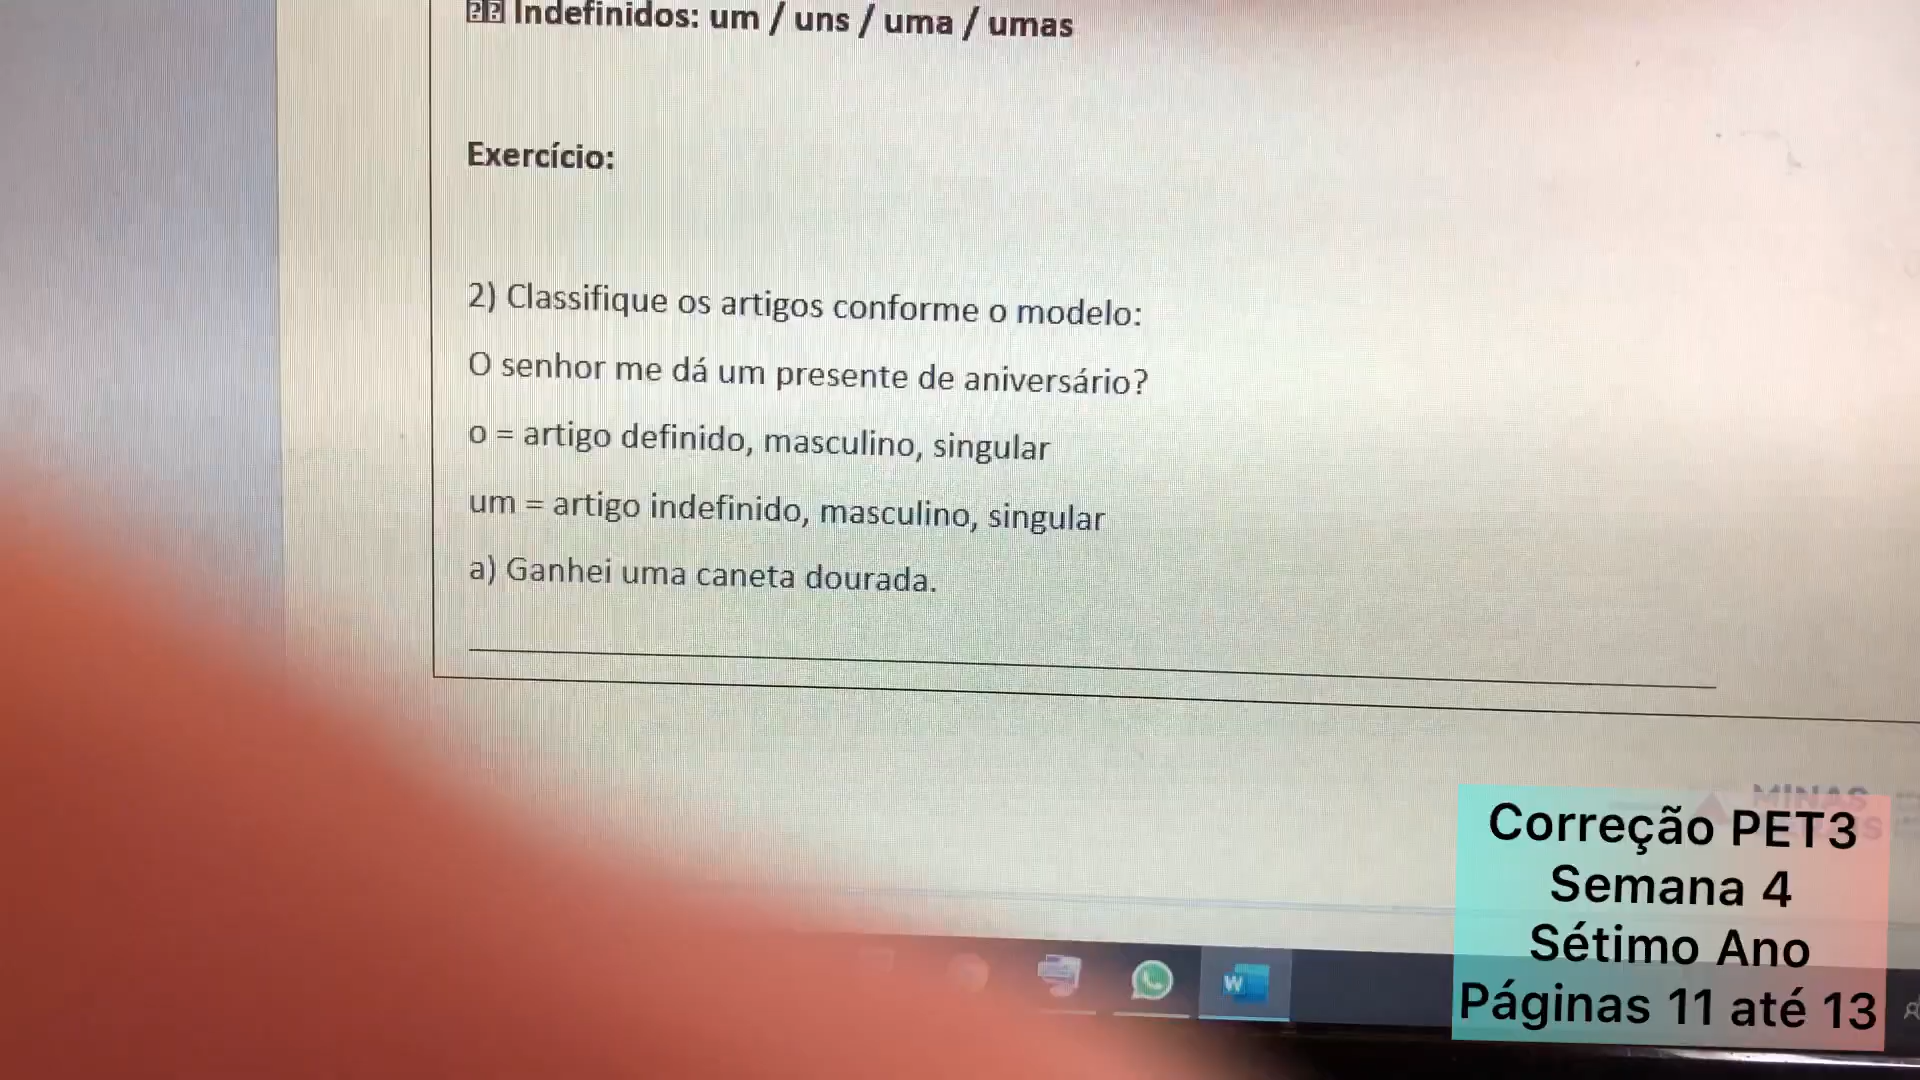 Indefinidos: um / uns / uma / umas
Exercício:
2) Classifique os artigos conforme o modelo:
O senhor me dá um presente de aniversário?
o = artigo definido, masculino, singular
um = artigo indefinido, masculino, singular
a) Ganhei uma caneta dourada.
MINAS
Correção PET3
Semana 4
Sétimo Ano
Páginas 11 até 13
W